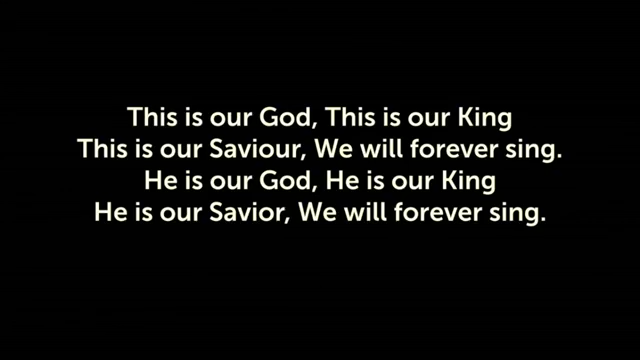 This is our God, This is our King
This is our Saviour, We will forever sing.
He is our God, He is our King
He is our Savior, We will forever sing.